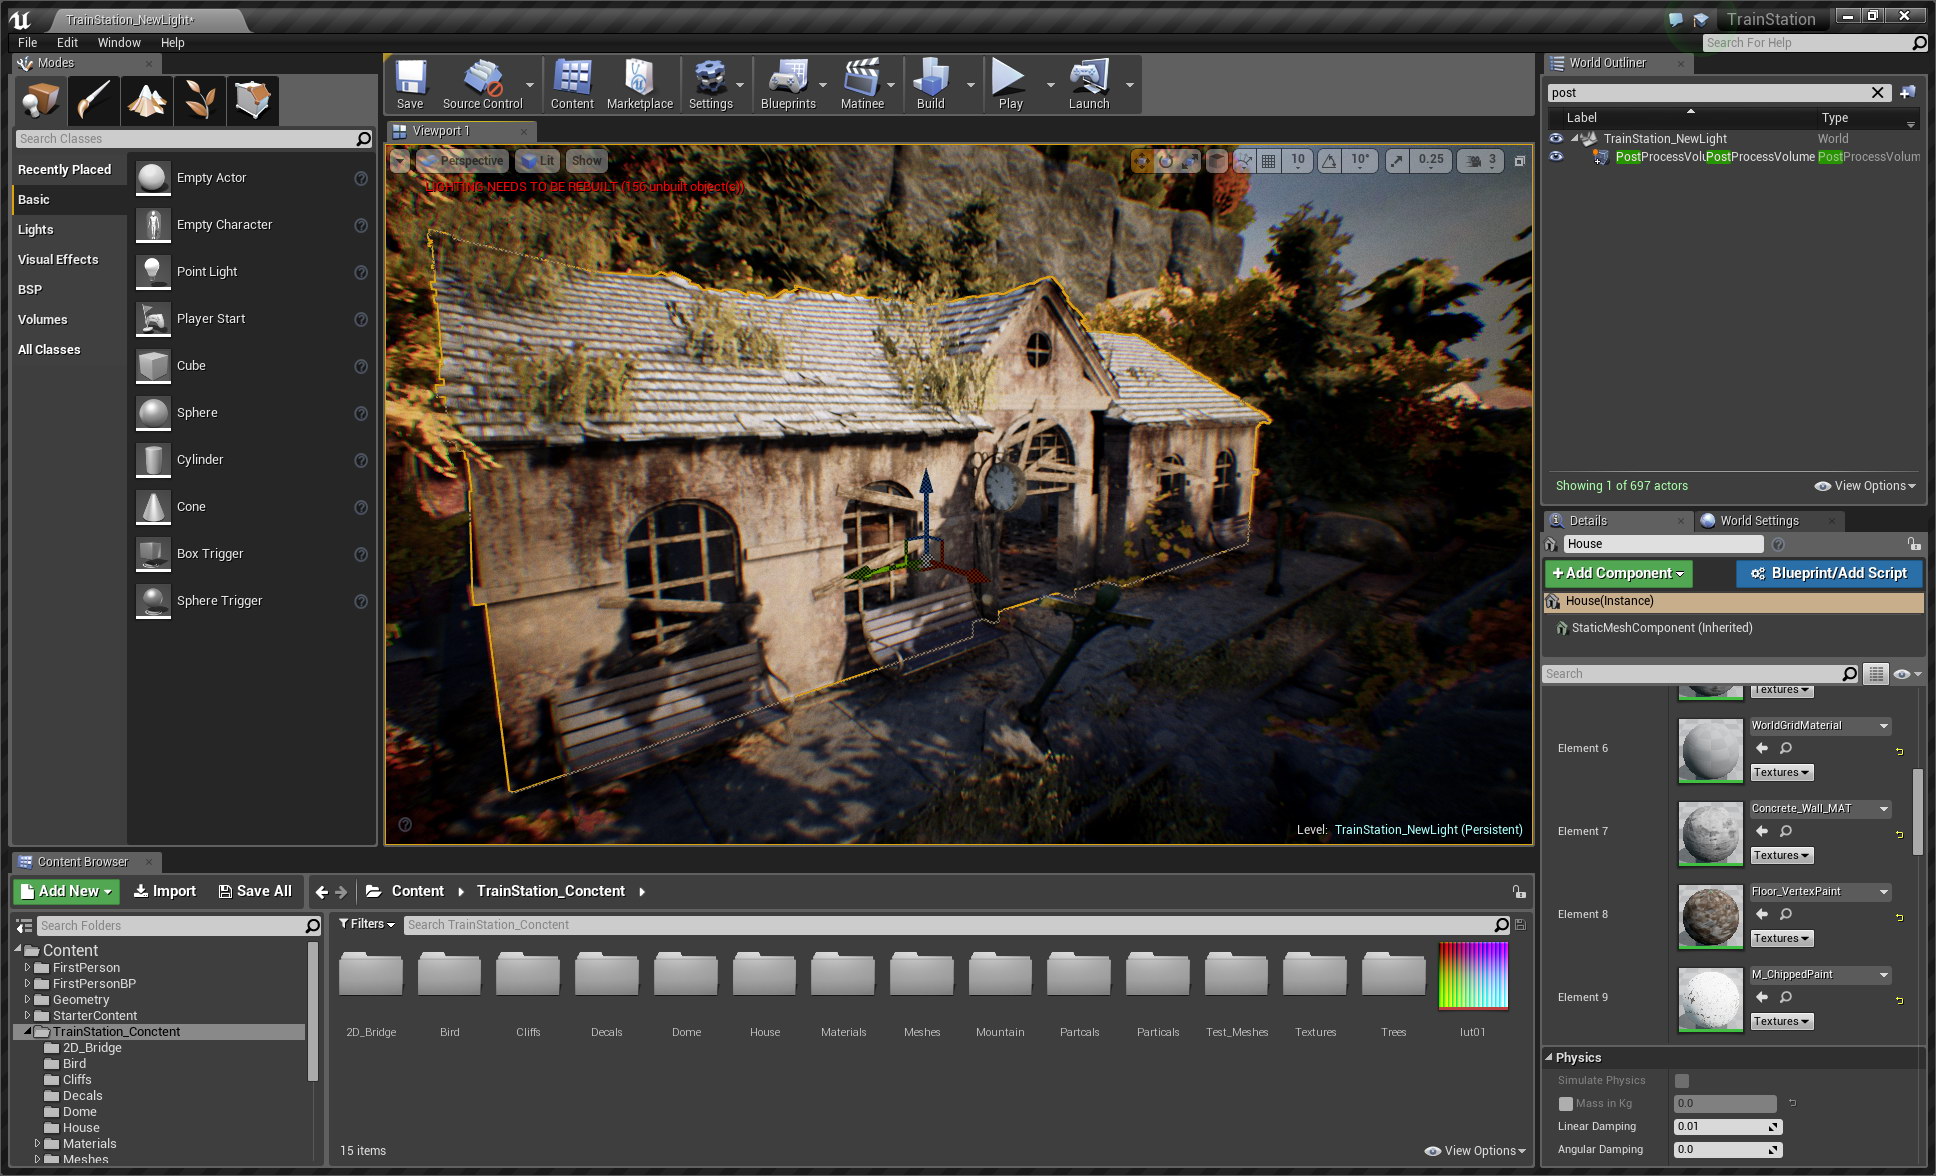 TrainStation_NewLight*
TrainStation
File Edit Window Help
Search For Help
Modes
Search Classes
Recently Placed
Basic
Lights
Visual Effects
BSP
Volumes
All Classes
Empty Actor
Empty Character
Point Light
Player Start
Cube
Sphere
Cylinder
Cone
Box Trigger
Sphere Trigger
Save Source Control Content Marketplace Settings Blueprints Matinee Build Play Launch
Viewport 1
Perspective Lit Show
10 10° 0.25 3
LIGHTING NEEDS TO BE REBUILT (150 unbuilt object(s))
Level: TrainStation_NewLight (Persistent)
World Outliner
post
Label Type
TrainStation_NewLight World
PostProcessVoluPostProcessVolume PostProcessVolum
Showing 1 of 697 actors
View Options
Details World Settings
House
+Add Component Blueprint/Add Script
House(Instance)
StaticMeshComponent (Inherited)
Search
Textures
Element 6
WorldGridMaterial
Textures
Element 7
Concrete_Wall_MAT
Textures
Element 8
Floor_VertexPaint
Textures
Element 9
M_ChippedPaint
Textures
Physics
Simulate Physics
Mass in Kg 0.0
Linear Damping 0.01
Angular Damping 0.0
Content Browser
Add New Import Save All Content TrainStation_Conctent
Search Folders
Content
FirstPerson
FirstPersonBP
Geometry
StarterContent
TrainStation_Conctent
2D_Bridge
Bird
Cliffs
Decals
Dome
House
Materials
Meshes
Filters Search TrainStation_Conctent
2D_Bridge Bird Cliffs Decals Dome House Materials Meshes Mountain Partcals Particals Test_Meshes Textures Trees lut01
15 items
View Options